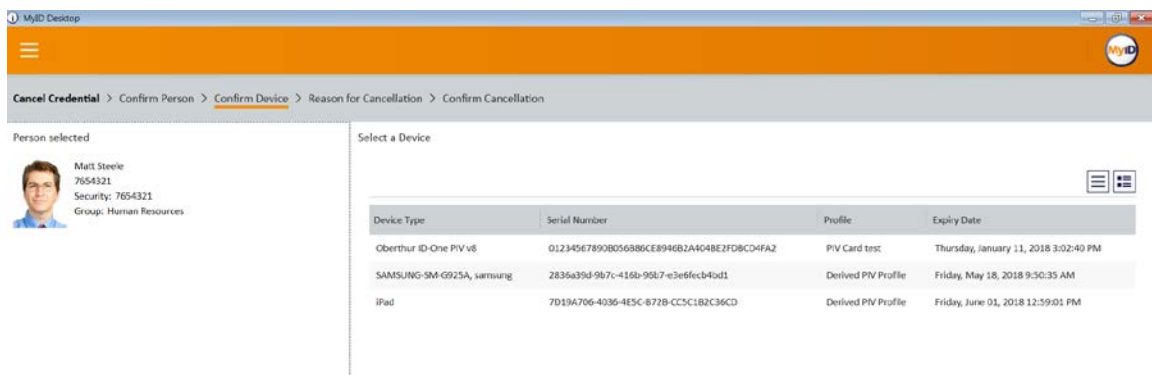 MyID Desktop
MyID
Cancel Credential > Confirm Person > Confirm Device > Reason for Cancellation > Confirm Cancellation
Person selected
Matt Steele
7654321
Security: 7654321
Group: Human Resources
Select a Device
Device Type Serial Number Profile Expiry Date
Oberthur ID-One PIV v8 PIV Card test Thursday, January 11, 2018 3:02:40 PM
SAMSUNG-SM-G925A, samsung 2836a39d-9b7c-416b-96b7-e3e6fecb4bd1 Derived PIV Profile Friday, May 18, 2018 9:50:35 AM
iPad 7D19A706-4036-4E5C-B72B-CC5C1B2C36CD Derived PIV Profile Friday, June 01, 2018 12:59:01 PM